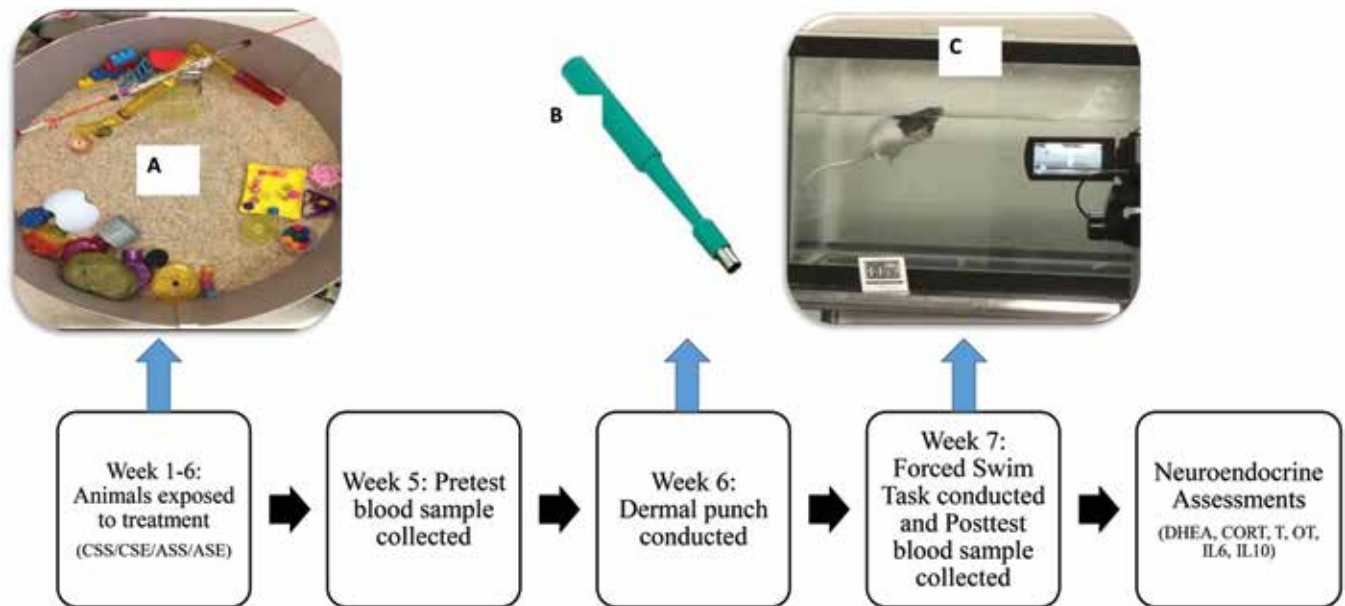 A
B
C
Week 1-6:
Animals exposed
to treatment
(CSS/CSE/ASS/ASE)
Week 5: Pretest
blood sample
collected
Week 6:
Dermal punch
conducted
Week 7:
Forced Swim
Task conducted
and Posttest
blood sample
collected
Neuroendocrine
Assessments
(DHEA, CORT, T, OT,
IL6, IL10)